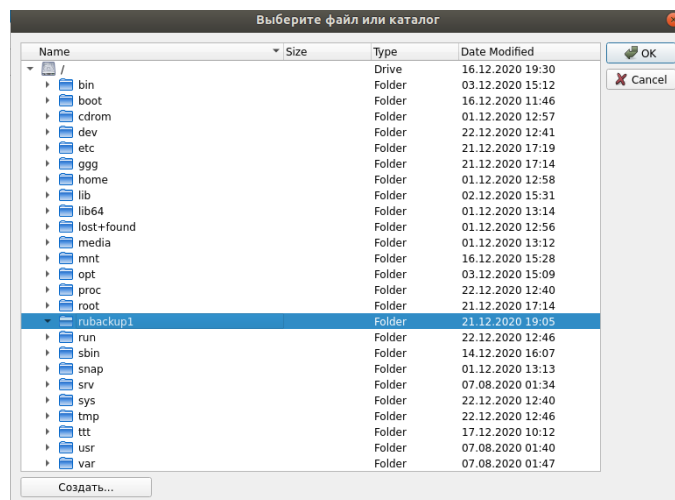 Выберите файл или каталог
Name Size Type Date Modified
/ Drive 16.12.2020 19:30
bin Folder 03.12.2020 15:12
boot Folder 16.12.2020 11:46
cdrom Folder 01.12.2020 12:57
dev Folder 22.12.2020 12:41
etc Folder 21.12.2020 17:19
ggg Folder 21.12.2020 17:14
home Folder 01.12.2020 12:58
lib Folder 02.12.2020 15:31
lib64 Folder 01.12.2020 13:14
lost+found Folder 01.12.2020 12:56
media Folder 01.12.2020 13:12
mnt Folder 16.12.2020 15:28
opt Folder 03.12.2020 15:09
proc Folder 22.12.2020 12:40
root Folder 21.12.2020 17:14
rubackup1 Folder 21.12.2020 19:05
run Folder 22.12.2020 12:46
sbin Folder 14.12.2020 16:07
snap Folder 01.12.2020 13:13
srv Folder 07.08.2020 01:34
sys Folder 22.12.2020 12:40
tmp Folder 22.12.2020 12:46
ttt Folder 17.12.2020 10:12
usr Folder 07.08.2020 01:40
var Folder 07.08.2020 01:47
OK
Cancel
Создать...